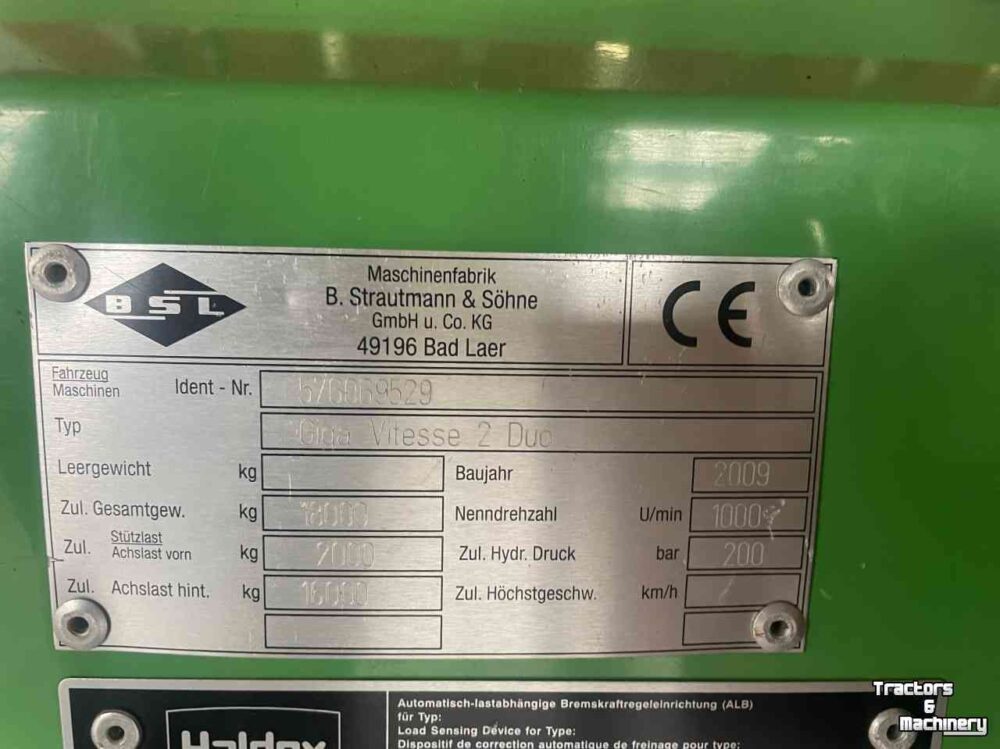 BSL
Maschinenfabrik
B. Strautmann & Söhne
GmbH u. Co. KG
49196 Bad Laer
CE
Fahrzeug
Maschinen
Ident - Nr.
Typ Giga Vitesse 2 Duo
Leergewicht kg
Baujahr 2009
Zul. Gesamtgew. kg 18000
Nenndrehzahl U/min 1000
Zul. Stützlast
Achslast vorn kg 2000
Zul. Hydr. Druck bar 200
Zul. Achslast hint. kg 16000
Zul. Höchstgeschw. km/h
Haldex
Automatisch-lastabhängige Bremskraftregeleinrichtung (ALB)
für Typ:
Load Sensing Device for Type:
Dispositif de correction automatique de freinage pour type:
Tractors
&
Machinery